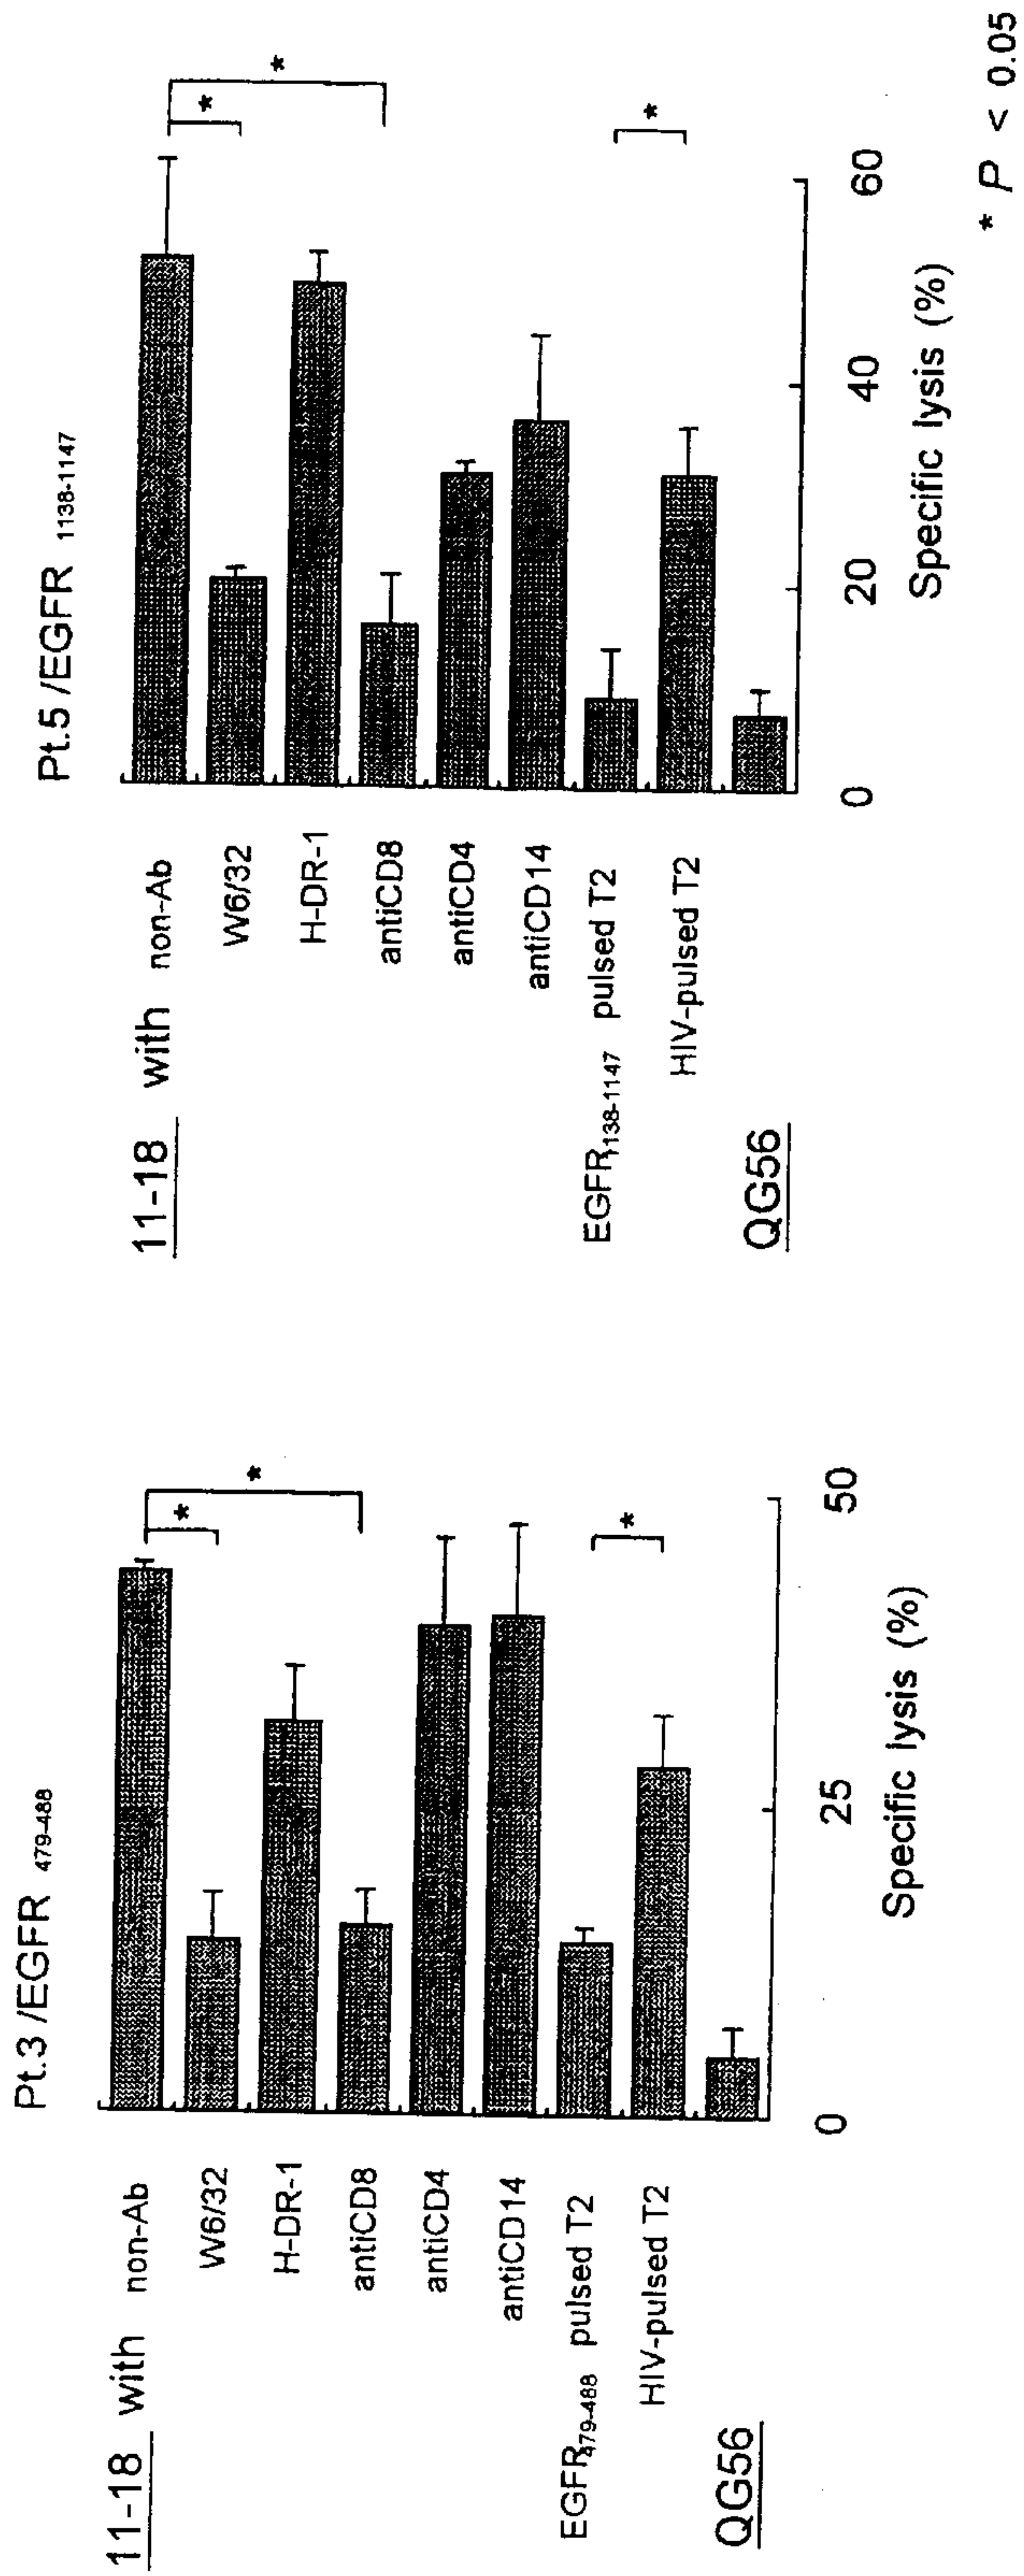 Pt.3 /EGFR 479-488
11-18 with non-Ab
W6/32
H-DR-1
antiCD8
antiCD4
antiCD14
EGFR479-488 pulsed T2
HIV-pulsed T2
QG56
0 25 50
Specific lysis (%)
*
*
*
Pt.5 /EGFR 1138-1147
11-18 with non-Ab
W6/32
H-DR-1
antiCD8
antiCD4
antiCD14
EGFR1138-1147 pulsed T2
HIV-pulsed T2
QG56
0 20 40 60
Specific lysis (%)
*
*
*
* P < 0.05